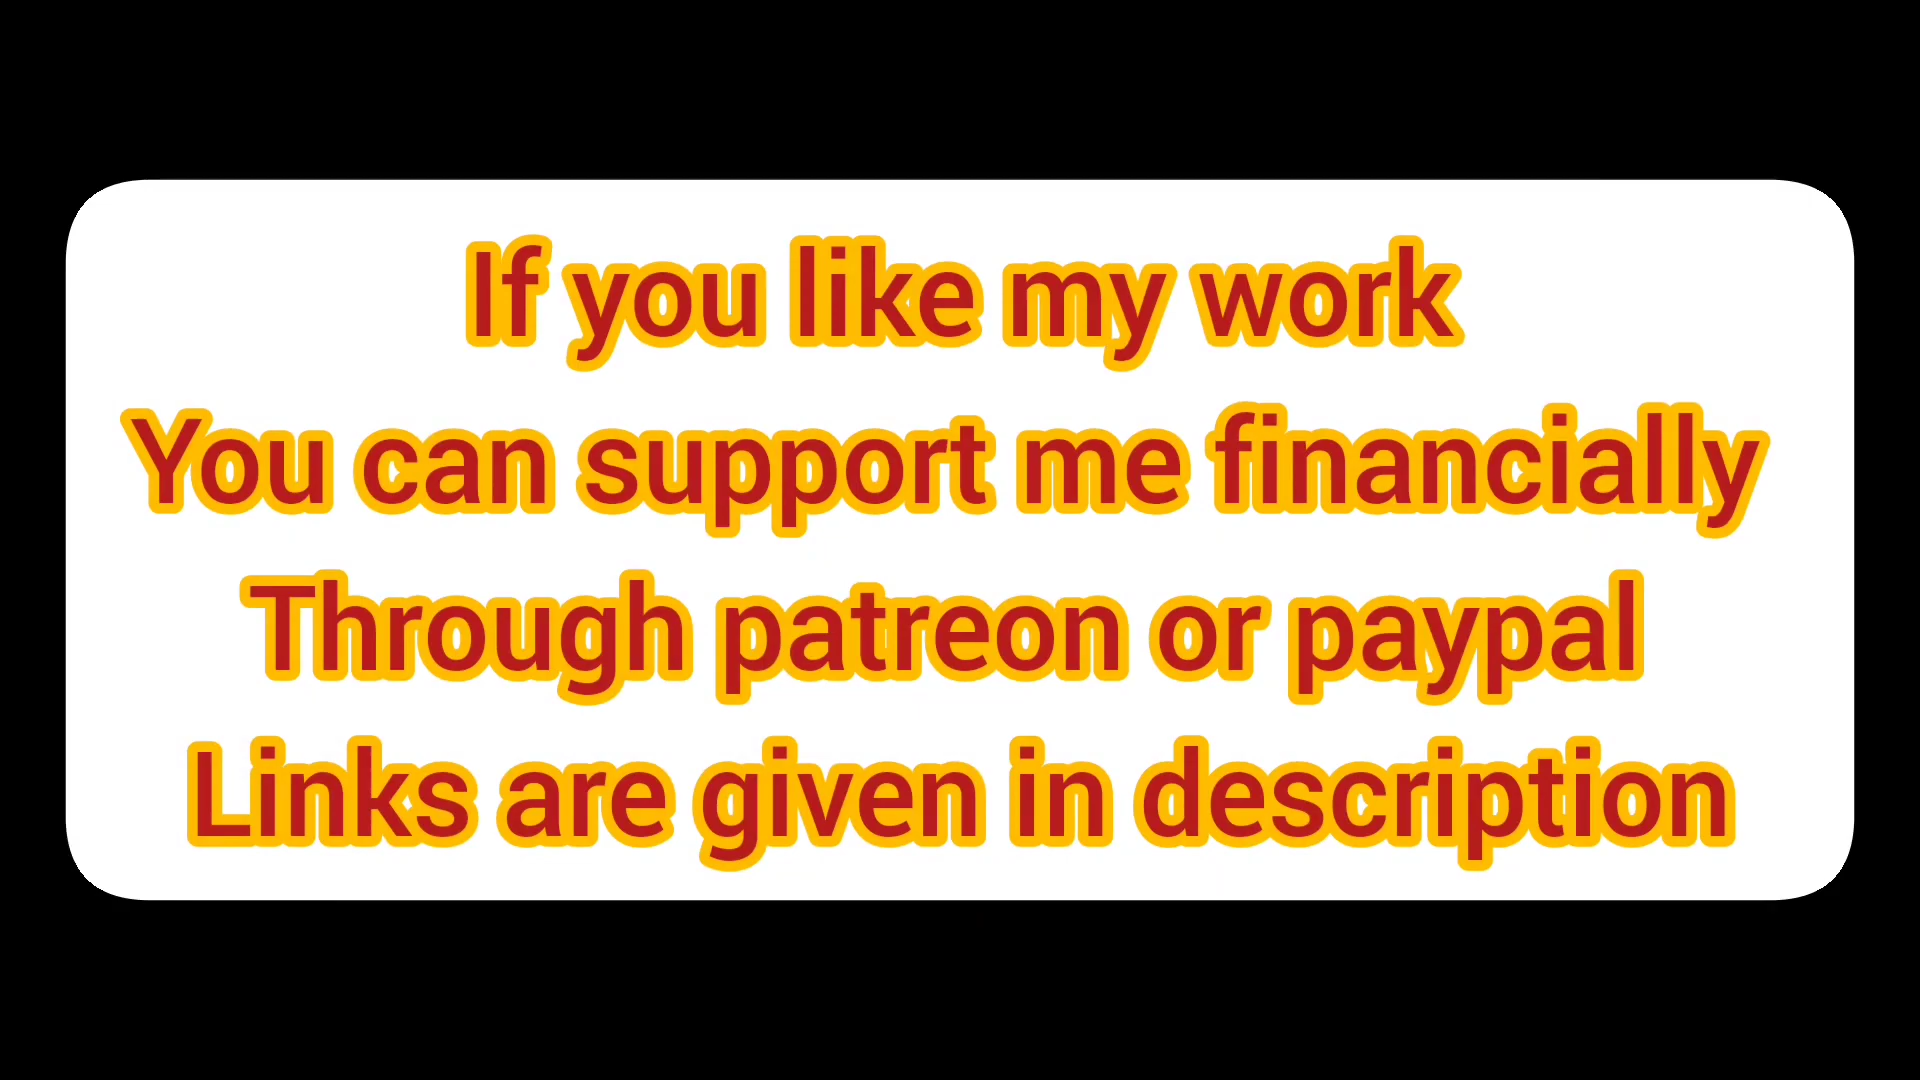 If you like my work
You can support me financially
Through patreon or paypal
Links are given in description